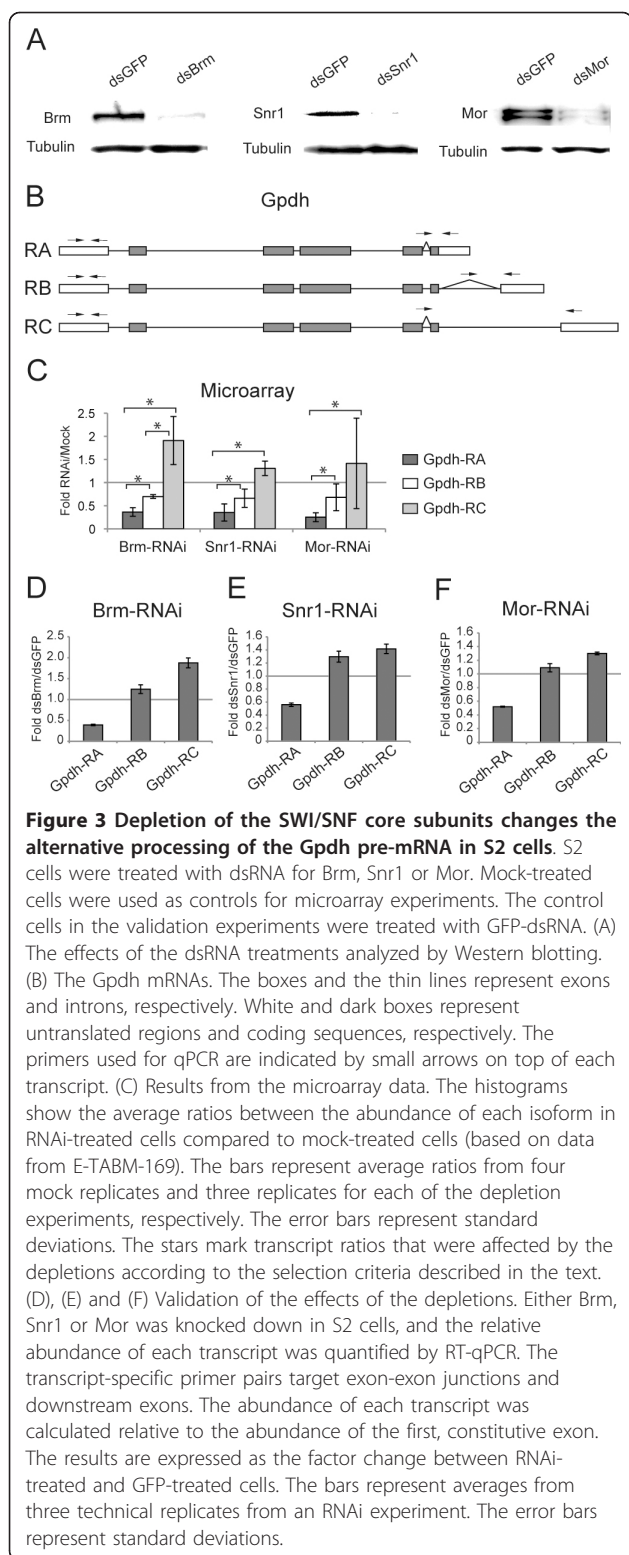 A
dsGFP dsBrm dsGFP dsSnr1 dsGFP dsMor
Brm Snr1 Mor
Tubulin Tubulin Tubulin
B
Gpdh
RA
RB
RC
C
Microarray
Fold RNAi/Mock
2.5
2
1.5
1
0.5
0
* * * * * * *
Brm-RNAi Snr1-RNAi Mor-RNAi
Gpdh-RA
Gpdh-RB
Gpdh-RC
D
Brm-RNAi
Fold dsBrm/dsGFP
2.5
2.0
1.5
1.0
0.5
0.0
Gpdh-RA Gpdh-RB Gpdh-RC
E
Snr1-RNAi
Fold dsSnr1/dsGFP
1.6
1.4
1.2
1.0
0.8
0.6
0.4
0.2
0
Gpdh-RA Gpdh-RB Gpdh-RC
F
Mor-RNAi
Fold dsMor/dsGFP
1.6
1.4
1.2
1.0
0.8
0.6
0.4
0.2
0
Gpdh-RA Gpdh-RB Gpdh-RC
Figure 3 Depletion of the SWI/SNF core subunits changes the
alternative processing of the Gpdh pre-mRNA in S2 cells. S2
cells were treated with dsRNA for Brm, Snr1 or Mor. Mock-treated
cells were used as controls for microarray experiments. The control
cells in the validation experiments were treated with GFP-dsRNA. (A)
The effects of the dsRNA treatments analyzed by Western blotting.
(B) The Gpdh mRNAs. The boxes and the thin lines represent exons
and introns, respectively. White and dark boxes represent
untranslated regions and coding sequences, respectively. The
primers used for qPCR are indicated by small arrows on top of each
transcript. (C) Results from the microarray data. The histograms
show the average ratios between the abundance of each isoform in
RNAi-treated cells compared to mock-treated cells (based on data
from E-TABM-169). The bars represent average ratios from four
mock replicates and three replicates for each of the depletion
experiments, respectively. The error bars represent standard
deviations. The stars mark transcript ratios that were affected by the
depletions according to the selection criteria described in the text.
(D), (E) and (F) Validation of the effects of the depletions. Either Brm,
Snr1 or Mor was knocked down in S2 cells, and the relative
abundance of each transcript was quantified by RT-qPCR. The
transcript-specific primer pairs target exon-exon junctions and
downstream exons. The abundance of each transcript was
calculated relative to the abundance of the first, constitutive exon.
The results are expressed as the factor change between RNAi-
treated and GFP-treated cells. The bars represent averages from
three technical replicates from an RNAi experiment. The error bars
represent standard deviations.